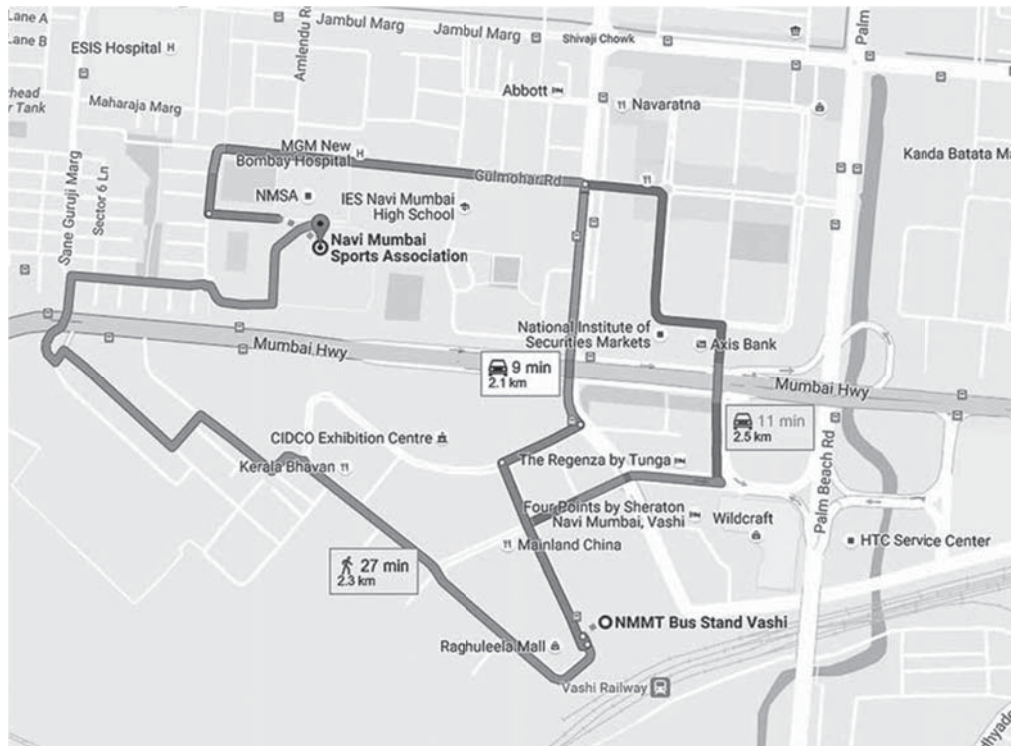 Lane A
Lane B
ESIS Hospital H
Jambul Marg
Jambul Marg
Shivaji Chowk
Palm
Amlendu R
erhead
r Tank
Maharaja Marg
Abbott
Navaratna
MGM New
Bombay Hospital H
Kanda Batata Ma
Gulmohar Rd
NMSA
IES Navi Mumbai
High School
Sane Guruji Marg
Sector 6 Ln
Navi Mumbai
Sports Association
National Institute of
Securities Markets
Axis Bank
Mumbai Hwy
9 min
2.1 km
Mumbai Hwy
11 min
2.5 km
CIDCO Exhibition Centre
Kerala Bhavan
The Regenza by Tunga
Palm Beach Rd
Four Points by Sheraton
Navi Mumbai, Vashi
Wildcraft
Mainland China
HTC Service Center
27 min
2.3 km
NMMT Bus Stand Vashi
Raghuleela Mall
Vashi Railway
dhyade